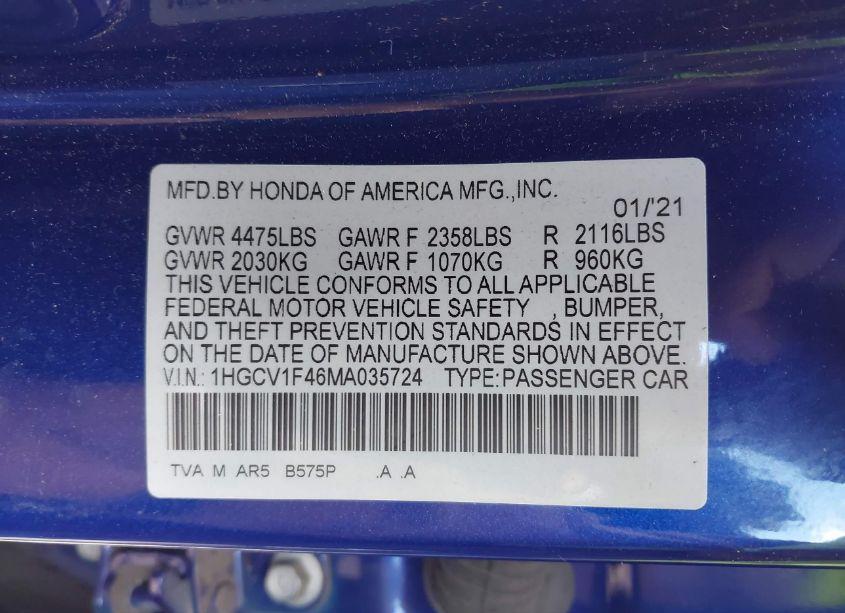 MFD.BY HONDA OF AMERICA MFG.,INC.
01/'21
GVWR 4475LBS GAWR F 2358LBS R 2116LBS
GVWR 2030KG GAWR F 1070KG R 960KG
THIS VEHICLE CONFORMS TO ALL APPLICABLE
FEDERAL MOTOR VEHICLE SAFETY , BUMPER,
AND THEFT PREVENTION STANDARDS IN EFFECT
ON THE DATE OF MANUFACTURE SHOWN ABOVE.
V.I.N.: 1HGCV1F46MA035724 TYPE:PASSENGER CAR
TVA M AR5 B575P .A .A